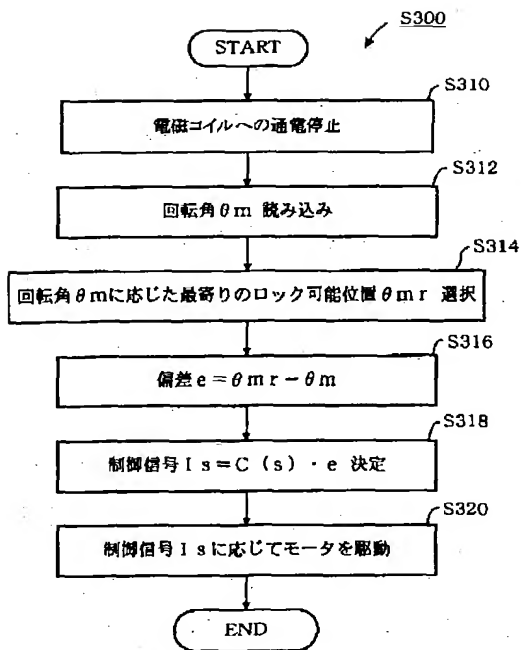 S300
START
S310
電磁コイルへの通電停止
S312
回転角θm 読み込み
S314
回転角θmに応じた最寄りのロック可能位置θmr 選択
S316
偏差e=θmr-θm
S318
制御信号Is=C(s)・e 決定
S320
制御信号Isに応じてモータを駆動
END